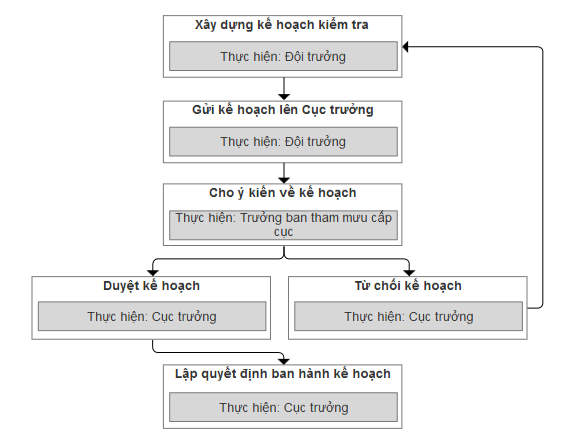 Xây dựng kế hoạch kiểm tra
Thực hiện: Đội trưởng
Gửi kế hoạch lên Cục trưởng
Thực hiện: Đội trưởng
Cho ý kiến về kế hoạch
Thực hiện: Trưởng ban tham mưu cấp
cục
Duyệt kế hoạch
Thực hiện: Cục trưởng
Từ chối kế hoạch
Thực hiện: Cục trưởng
Lập quyết định ban hành kế hoạch
Thực hiện: Cục trưởng